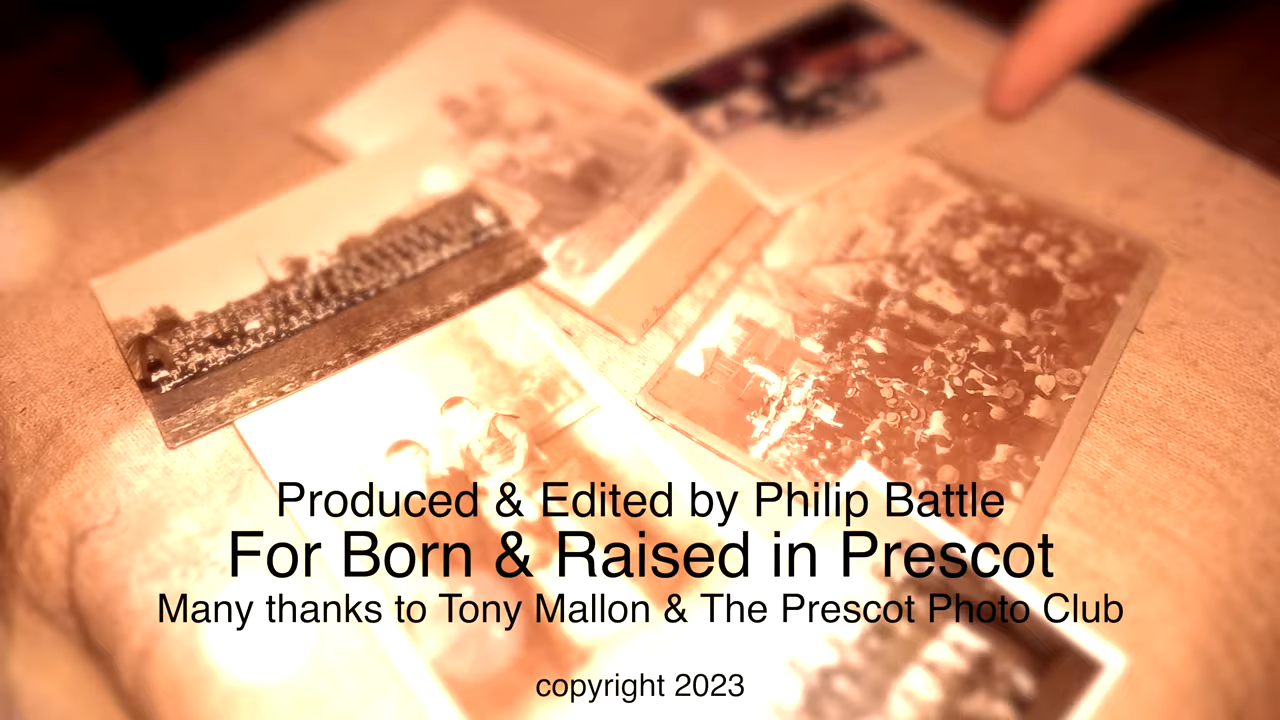 Produced & Edited by Philip Battle
For Born & Raised in Prescot
Many thanks to Tony Mallon & The Prescot Photo Club
copyright 2023